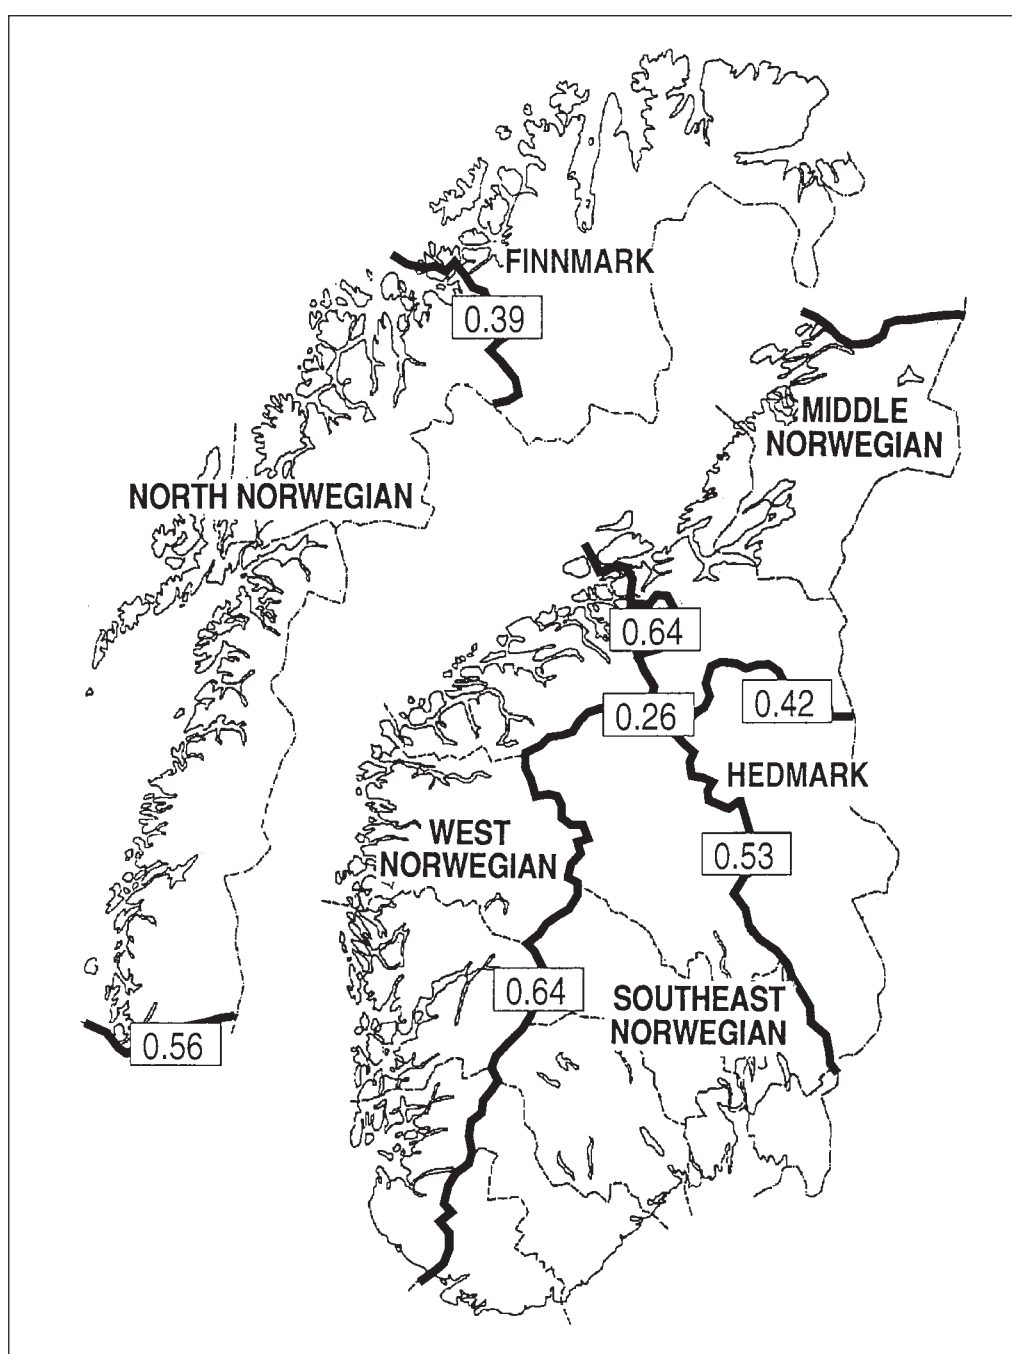 FINNMARK
0.39
MIDDLE
NORWEGIAN
NORTH NORWEGIAN
0.64
0.26
0.42
HEDMARK
WEST
NORWEGIAN
0.53
0.64
SOUTHEAST
NORWEGIAN
0.56